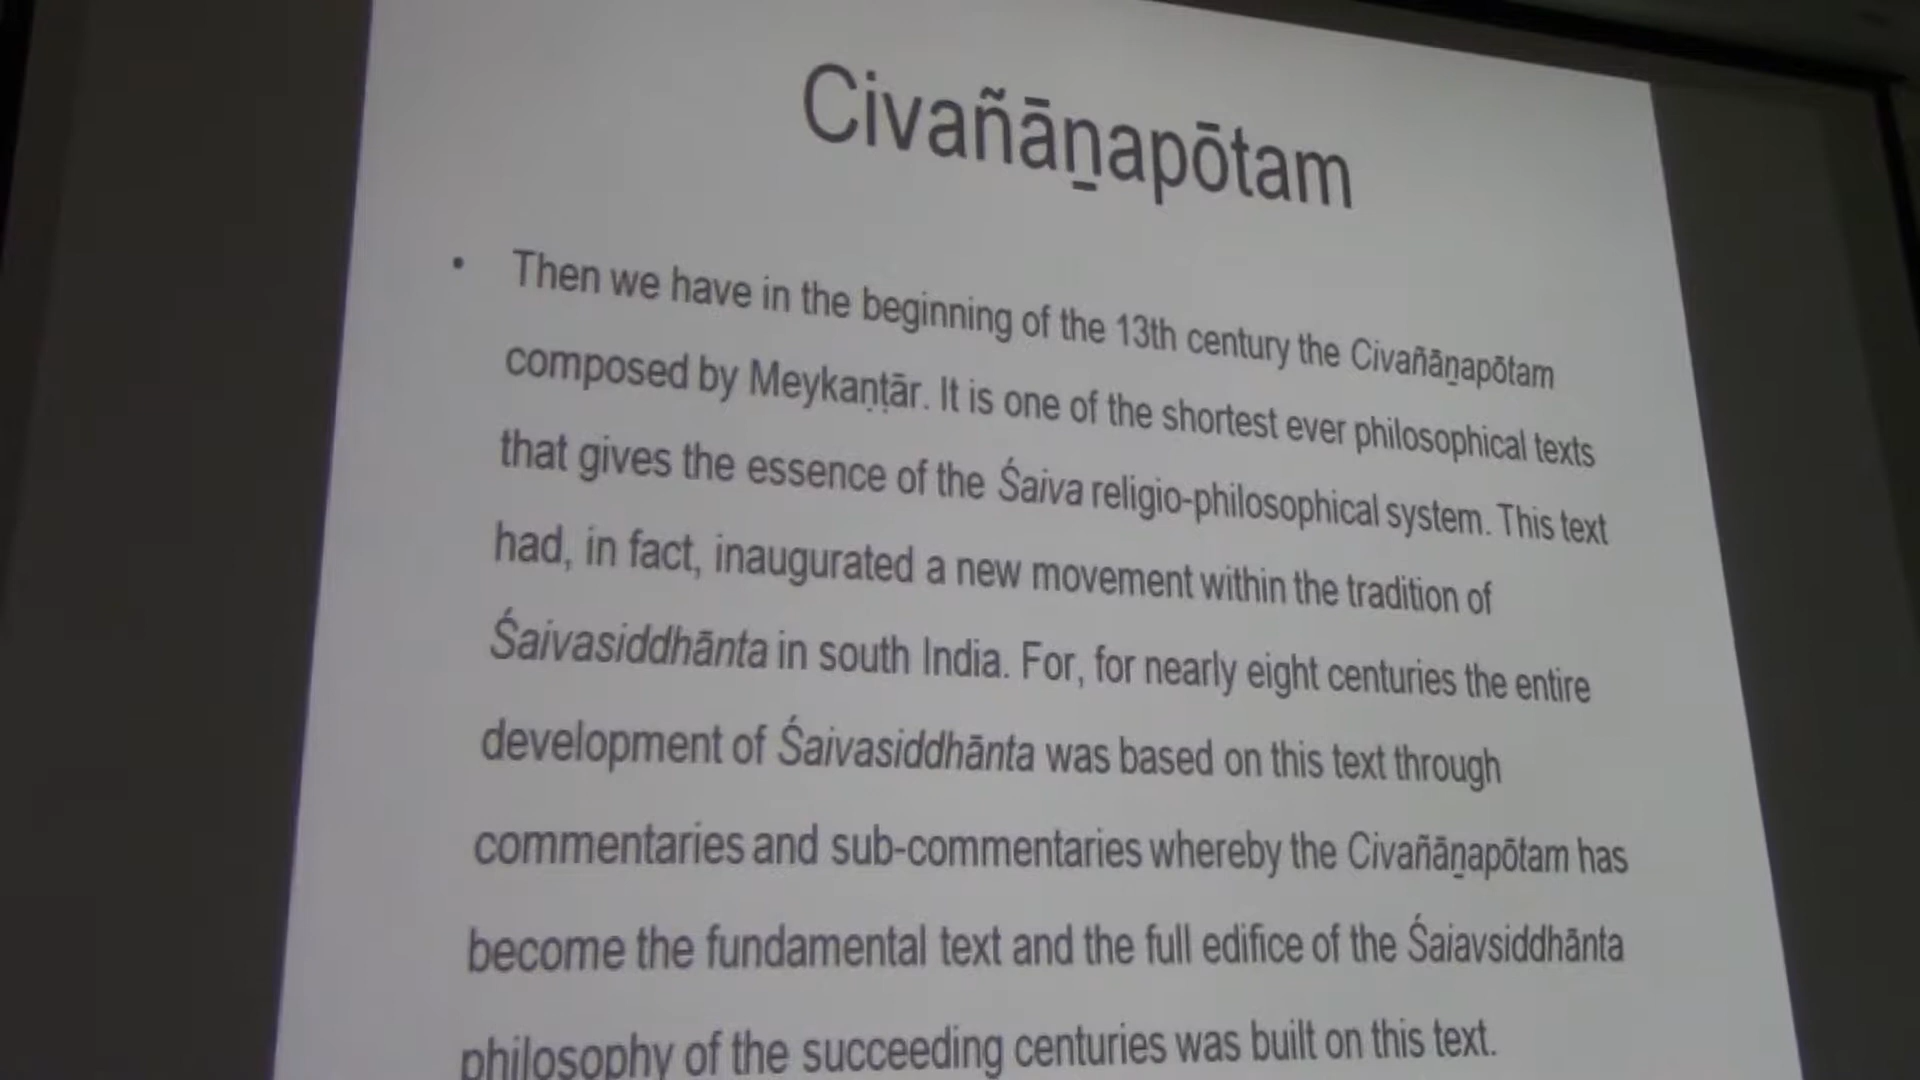 Civañāṉapōtam
• Then we have in the beginning of the 13th century the Civañāṉapōtam
composed by Meykaṇṭār. It is one of the shortest ever philosophical texts
that gives the essence of the Śaiva religio-philosophical system. This text
had, in fact, inaugurated a new movement within the tradition of
Śaivasiddhānta in south India. For, for nearly eight centuries the entire
development of Śaivasiddhānta was based on this text through
commentaries and sub-commentaries whereby the Civañāṉapōtam has
become the fundamental text and the full edifice of the Śaiavsiddhānta
philosophy of the succeeding centuries was built on this text.